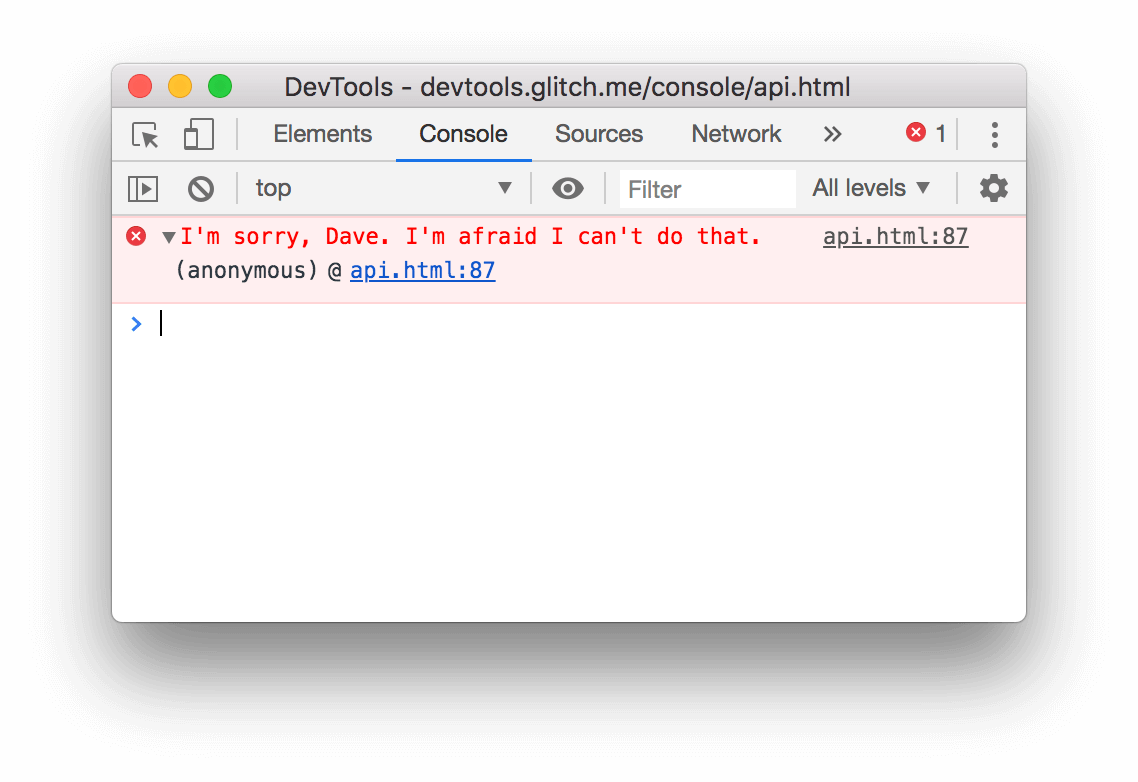 DevTools - devtools.glitch.me/console/api.html
Elements Console Sources Network » 1
top Filter All levels
I'm sorry, Dave. I'm afraid I can't do that. api.html:87
(anonymous) @ api.html:87